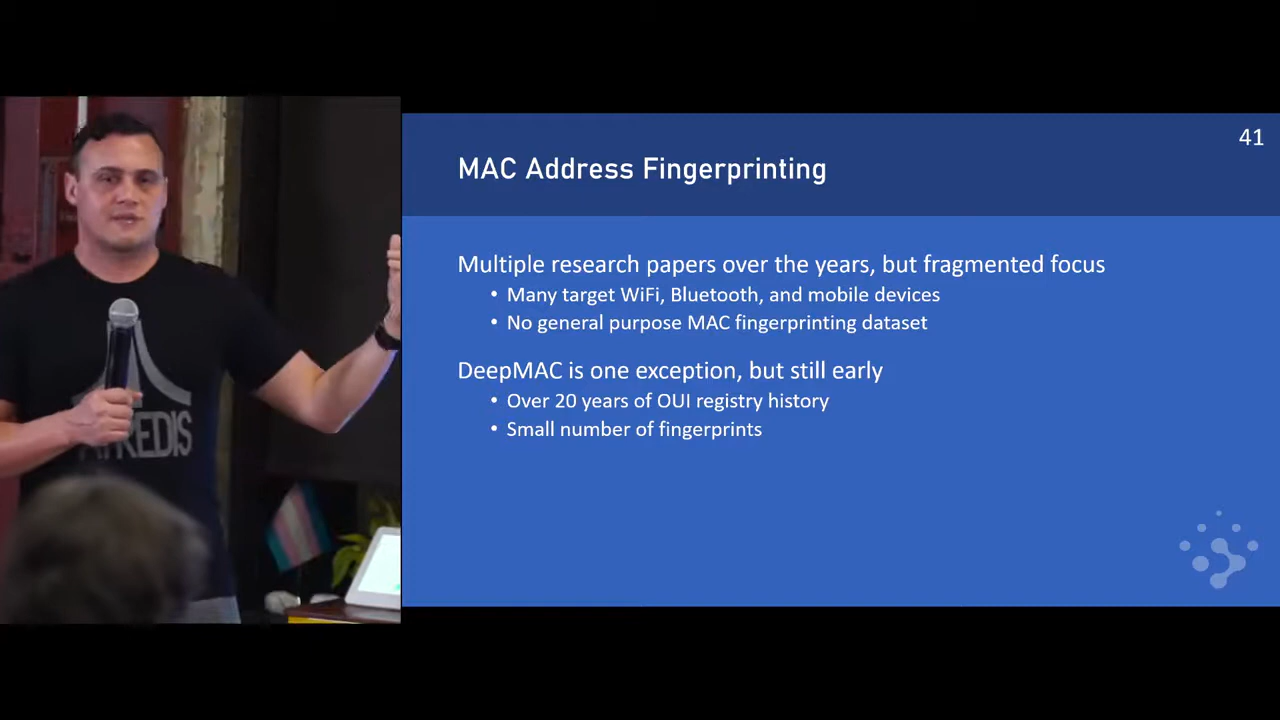 41
MAC Address Fingerprinting
Multiple research papers over the years, but fragmented focus
• Many target WiFi, Bluetooth, and mobile devices
• No general purpose MAC fingerprinting dataset
DeepMAC is one exception, but still early
• Over 20 years of OUI registry history
• Small number of fingerprints